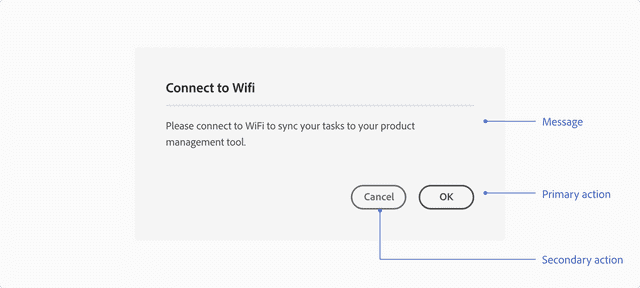 Connect to Wifi
Please connect to WiFi to sync your tasks to your product
management tool.
Message
Cancel
OK
Primary action
Secondary action